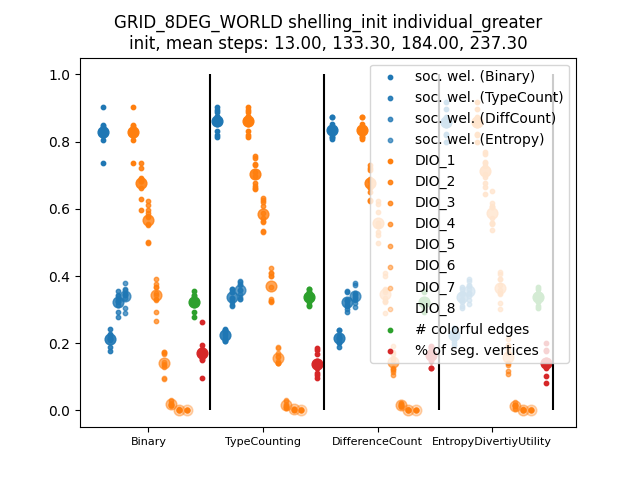 GRID_8DEG_WORLD shelling_init individual_greater
init, mean steps: 13.00, 133.30, 184.00, 237.30
1.0
0.8
0.6
0.4
0.2
0.0
soc. wel. (Binary)
soc. wel. (TypeCount)
soc. wel. (DiffCount)
soc. wel. (Entropy)
DIO_1
DIO_2
DIO_3
DIO_4
DIO_5
DIO_6
DIO_7
DIO_8
# colorful edges
% of seg. vertices
Binary
TypeCounting
DifferenceCount
EntropyDivertiyUtility